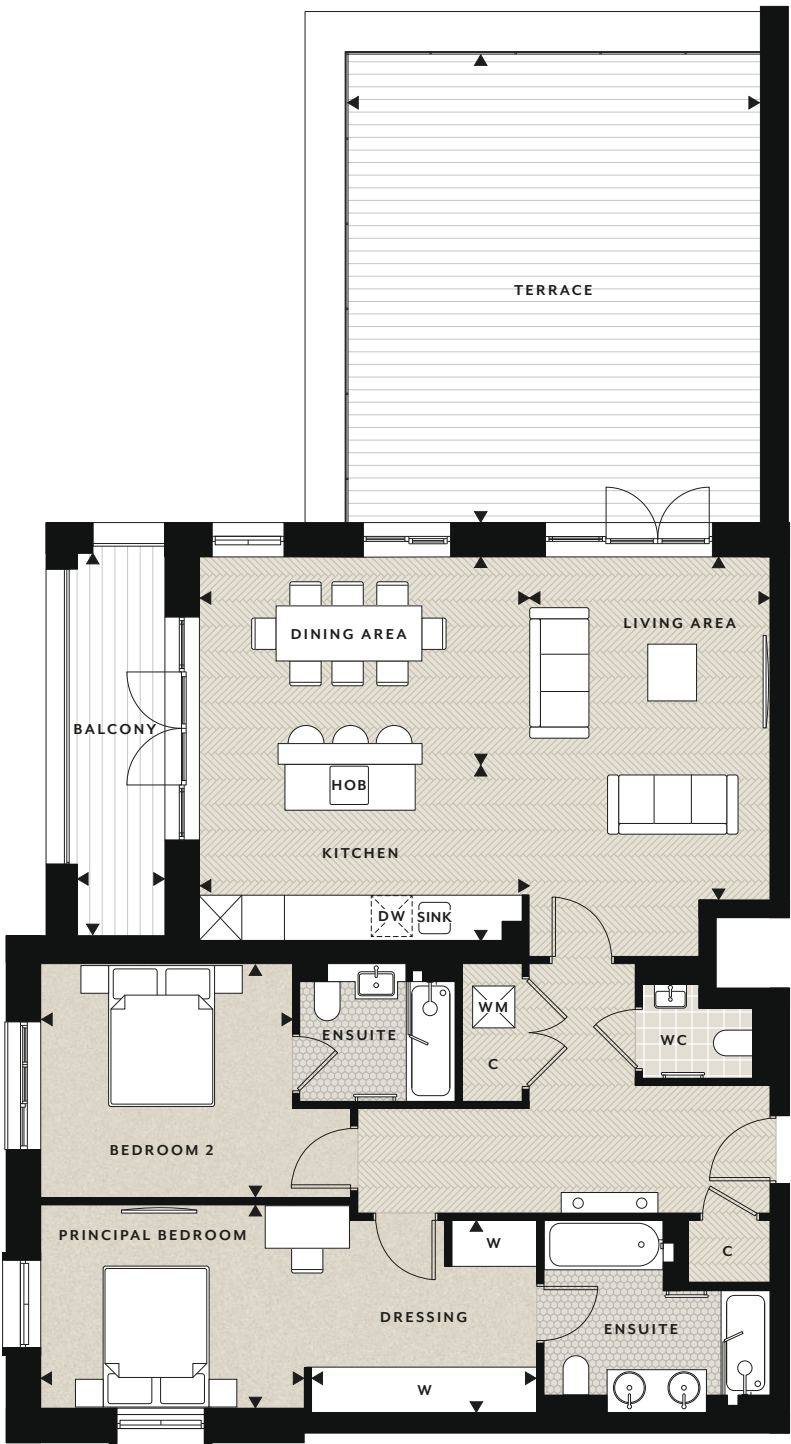 TERRACE
LIVING AREA
DINING AREA
BALCONY
HOB
KITCHEN
DW
SINK
WM
ENSUITE
WC
C
BEDROOM 2
PRINCIPAL BEDROOM
W
C
DRESSING
ENSUITE
W